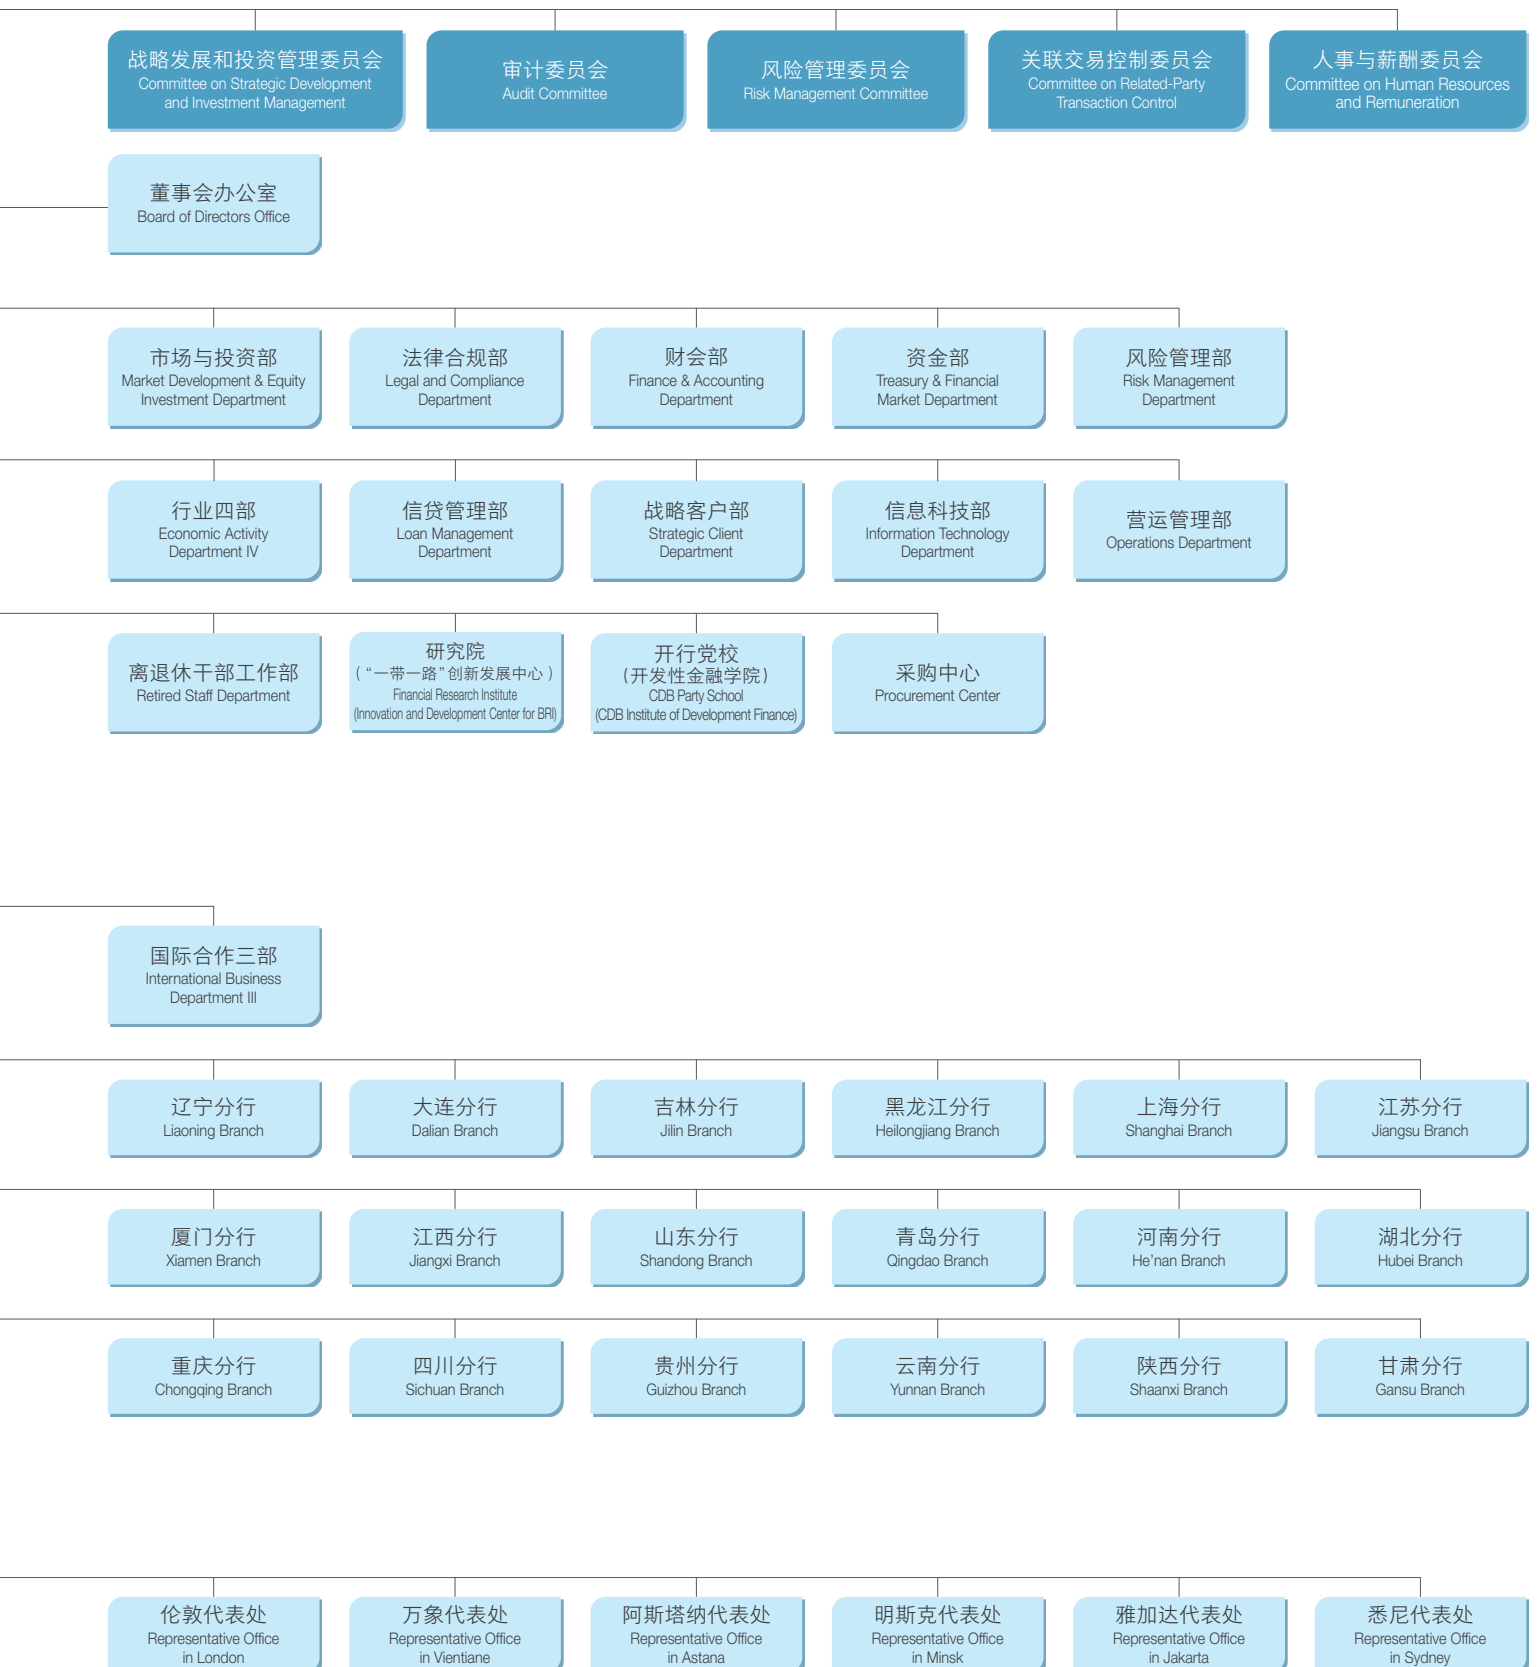 战略发展和投资管理委员会
Committee on Strategic Development
and Investment Management
审计委员会
Audit Committee
风险管理委员会
Risk Management Committee
关联交易控制委员会
Committee on Related-Party
Transaction Control
人事与薪酬委员会
Committee on Human Resources
and Remuneration
董事会办公室
Board of Directors Office
市场与投资部
Market Development & Equity
Investment Department
法律合规部
Legal and Compliance
Department
财会部
Finance & Accounting
Department
资金部
Treasury & Financial
Market Department
风险管理部
Risk Management
Department
行业四部
Economic Activity
Department IV
信贷管理部
Loan Management
Department
战略客户部
Strategic Client
Department
信息科技部
Information Technology
Department
营运管理部
Operations Department
离退休干部工作部
Retired Staff Department
研究院
（“一带一路”创新发展中心）
Financial Research Institute
(Innovation and Development Center for BRI)
开行党校
（开发性金融学院）
CDB Party School
(CDB Institute of Development Finance)
采购中心
Procurement Center
国际合作三部
International Business
Department III
辽宁分行
Liaoning Branch
大连分行
Dalian Branch
吉林分行
Jilin Branch
黑龙江分行
Heilongjiang Branch
上海分行
Shanghai Branch
江苏分行
Jiangsu Branch
厦门分行
Xiamen Branch
江西分行
Jiangxi Branch
山东分行
Shandong Branch
青岛分行
Qingdao Branch
河南分行
He’nan Branch
湖北分行
Hubei Branch
重庆分行
Chongqing Branch
四川分行
Sichuan Branch
贵州分行
Guizhou Branch
云南分行
Yunnan Branch
陕西分行
Shaanxi Branch
甘肃分行
Gansu Branch
伦敦代表处
Representative Office
in London
万象代表处
Representative Office
in Vientiane
阿斯塔纳代表处
Representative Office
in Astana
明斯克代表处
Representative Office
in Minsk
雅加达代表处
Representative Office
in Jakarta
悉尼代表处
Representative Office
in Sydney